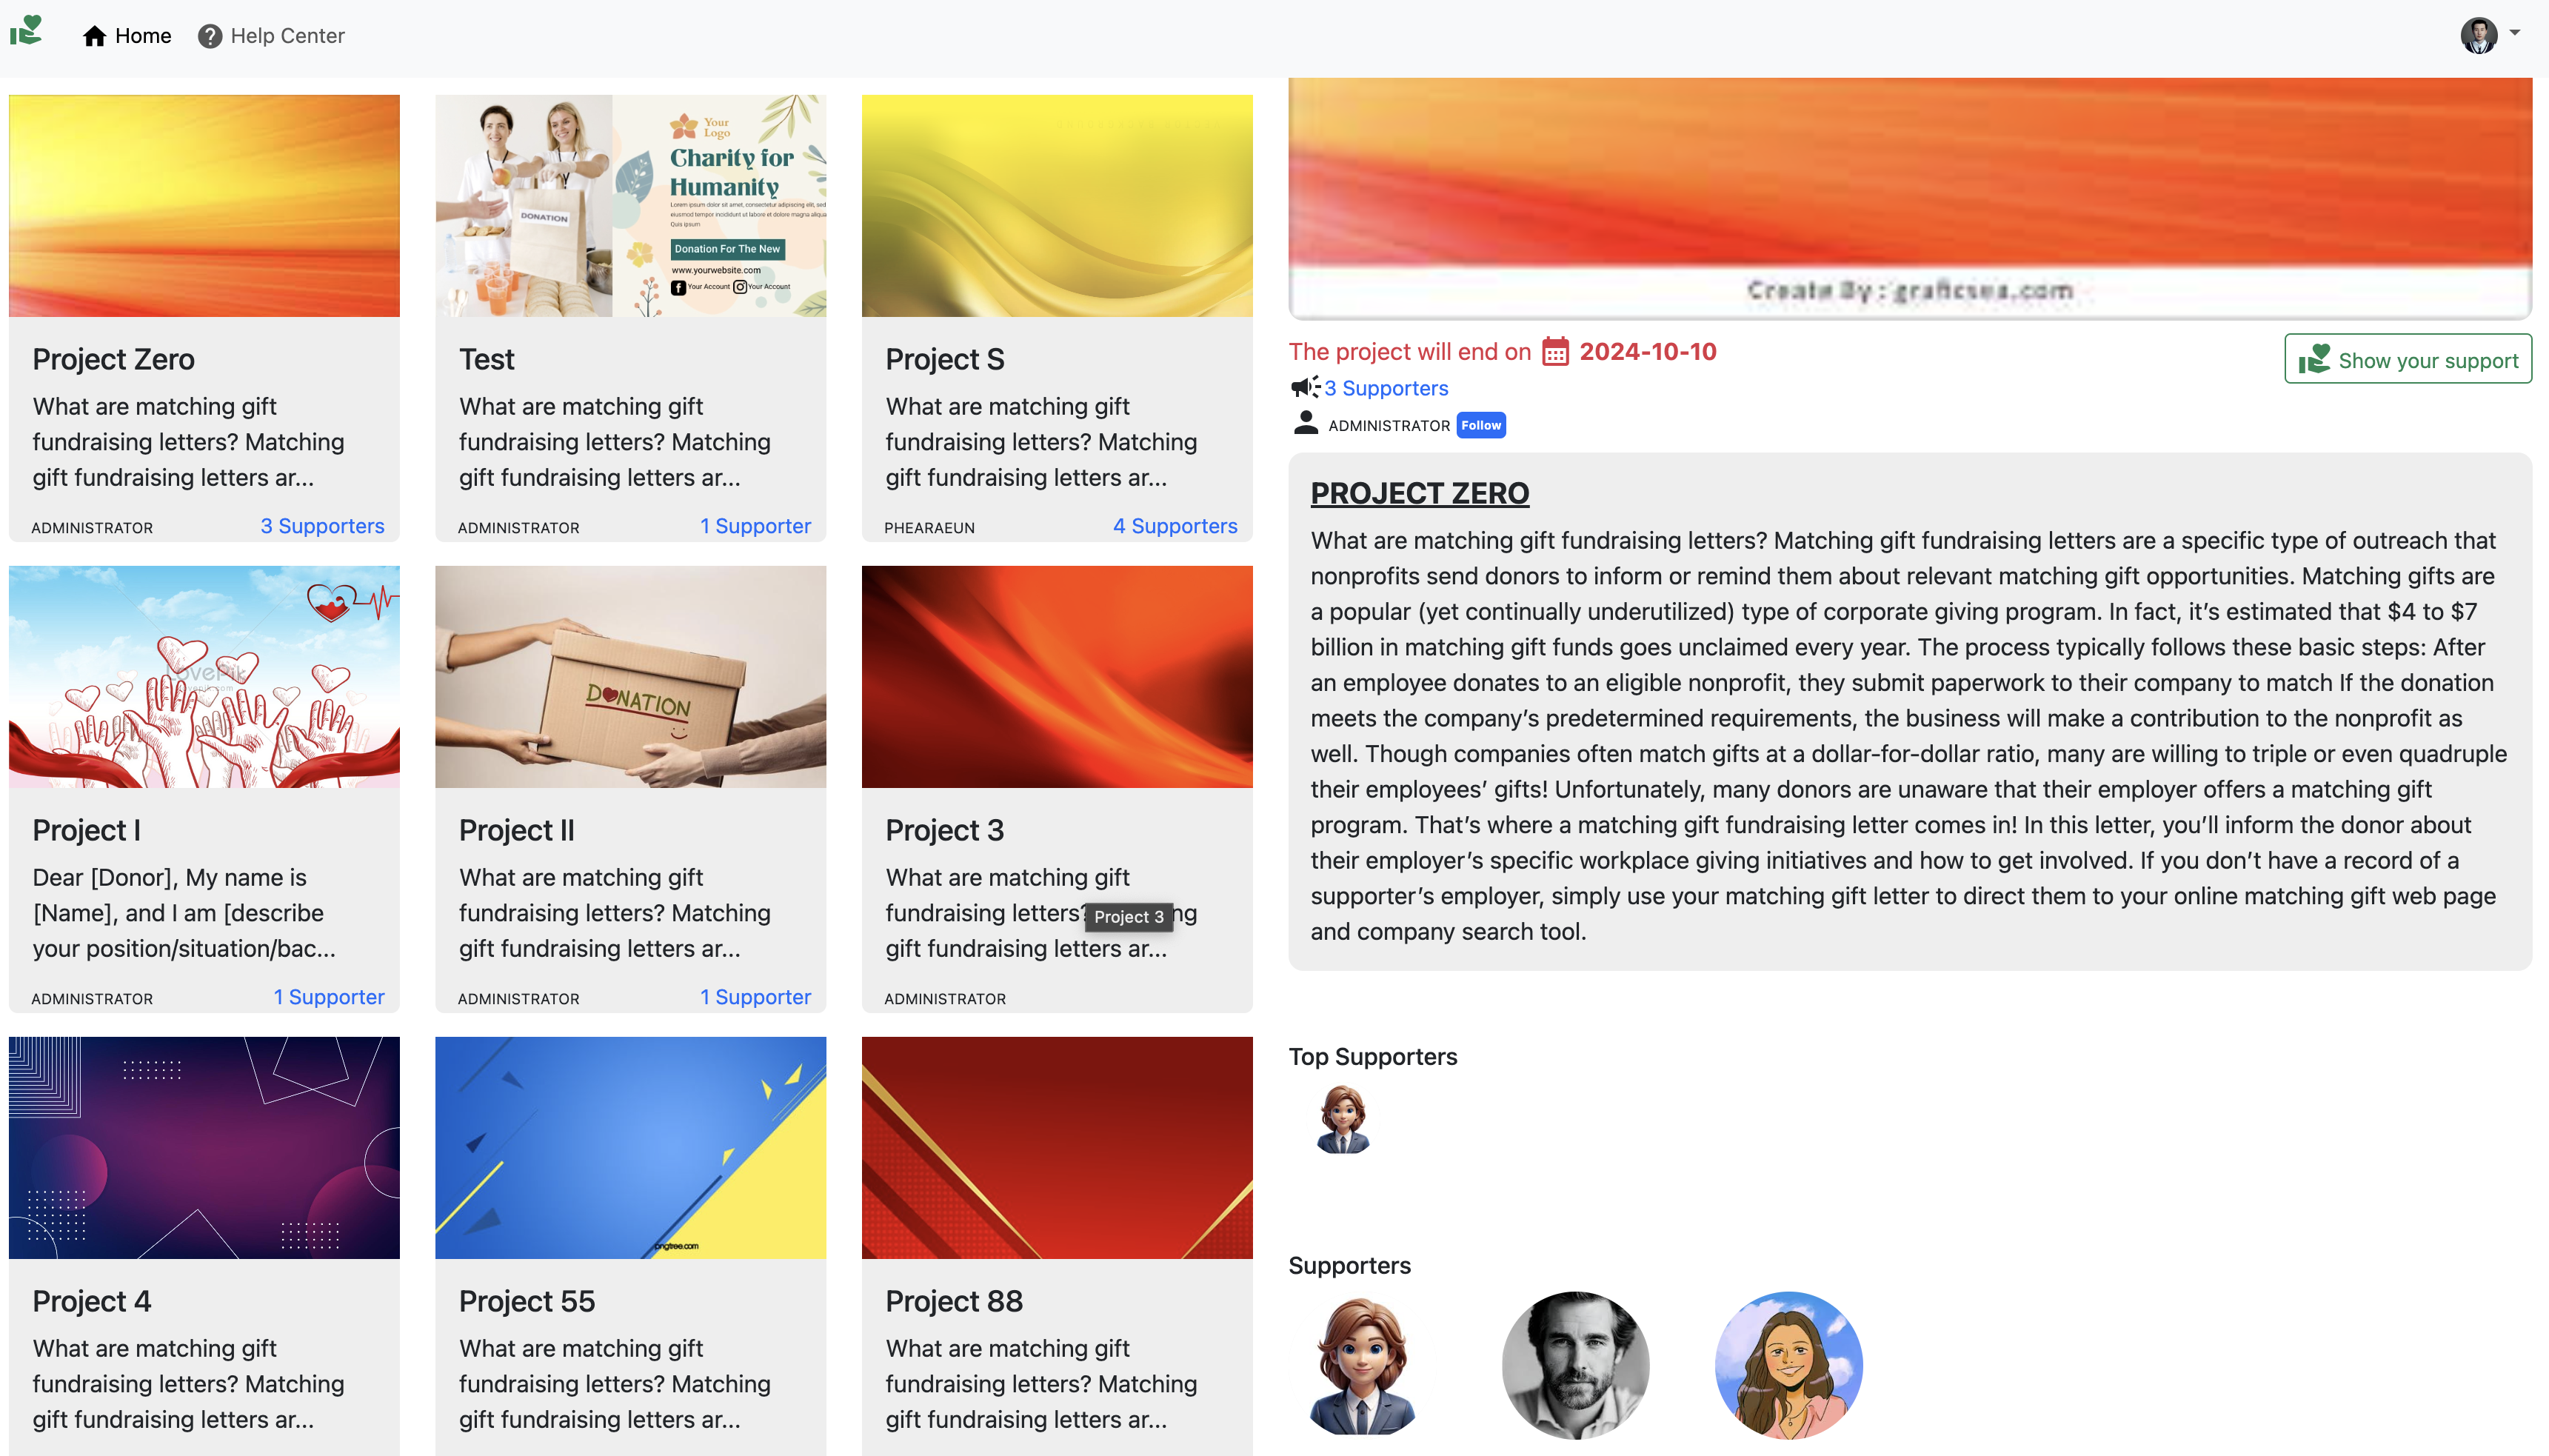 Home
Help Center
Your
Logo
Charity for
Humanity
Lorem ipsum dolor sit amet, consectetur adipiscing elit, sed
eiusmod tempor incididunt ut labore et dolore magna aliqua
Quis ipsum
DONATION
Donation For The New
www.yourwebsite.com
Your Account
Your Account
Project Zero
What are matching gift
fundraising letters? Matching
gift fundraising letters ar...
ADMINISTRATOR
3 Supporters
Test
What are matching gift
fundraising letters? Matching
gift fundraising letters ar...
ADMINISTRATOR
1 Supporter
Project S
What are matching gift
fundraising letters? Matching
gift fundraising letters ar...
PHEARAEUN
4 Supporters
Project I
Dear [Donor], My name is
[Name], and I am [describe
your position/situation/bac...
ADMINISTRATOR
1 Supporter
DONATION
Project II
What are matching gift
fundraising letters? Matching
gift fundraising letters ar...
ADMINISTRATOR
1 Supporter
Project 3
What are matching gift
fundraising letters? ng
Project 3
gift fundraising letters ar...
ADMINISTRATOR
Project 4
What are matching gift
fundraising letters? Matching
gift fundraising letters ar...
pngtree.com
Project 55
What are matching gift
fundraising letters? Matching
gift fundraising letters ar...
Project 88
What are matching gift
fundraising letters? Matching
gift fundraising letters ar...
Create By : graficsea.com
The project will end on 2024-10-10
Show your support
3 Supporters
ADMINISTRATOR Follow
PROJECT ZERO
What are matching gift fundraising letters? Matching gift fundraising letters are a specific type of outreach that
nonprofits send donors to inform or remind them about relevant matching gift opportunities. Matching gifts are
a popular (yet continually underutilized) type of corporate giving program. In fact, it’s estimated that $4 to $7
billion in matching gift funds goes unclaimed every year. The process typically follows these basic steps: After
an employee donates to an eligible nonprofit, they submit paperwork to their company to match If the donation
meets the company’s predetermined requirements, the business will make a contribution to the nonprofit as
well. Though companies often match gifts at a dollar-for-dollar ratio, many are willing to triple or even quadruple
their employees’ gifts! Unfortunately, many donors are unaware that their employer offers a matching gift
program. That’s where a matching gift fundraising letter comes in! In this letter, you’ll inform the donor about
their employer’s specific workplace giving initiatives and how to get involved. If you don’t have a record of a
supporter’s employer, simply use your matching gift letter to direct them to your online matching gift web page
and company search tool.
Top Supporters
Supporters